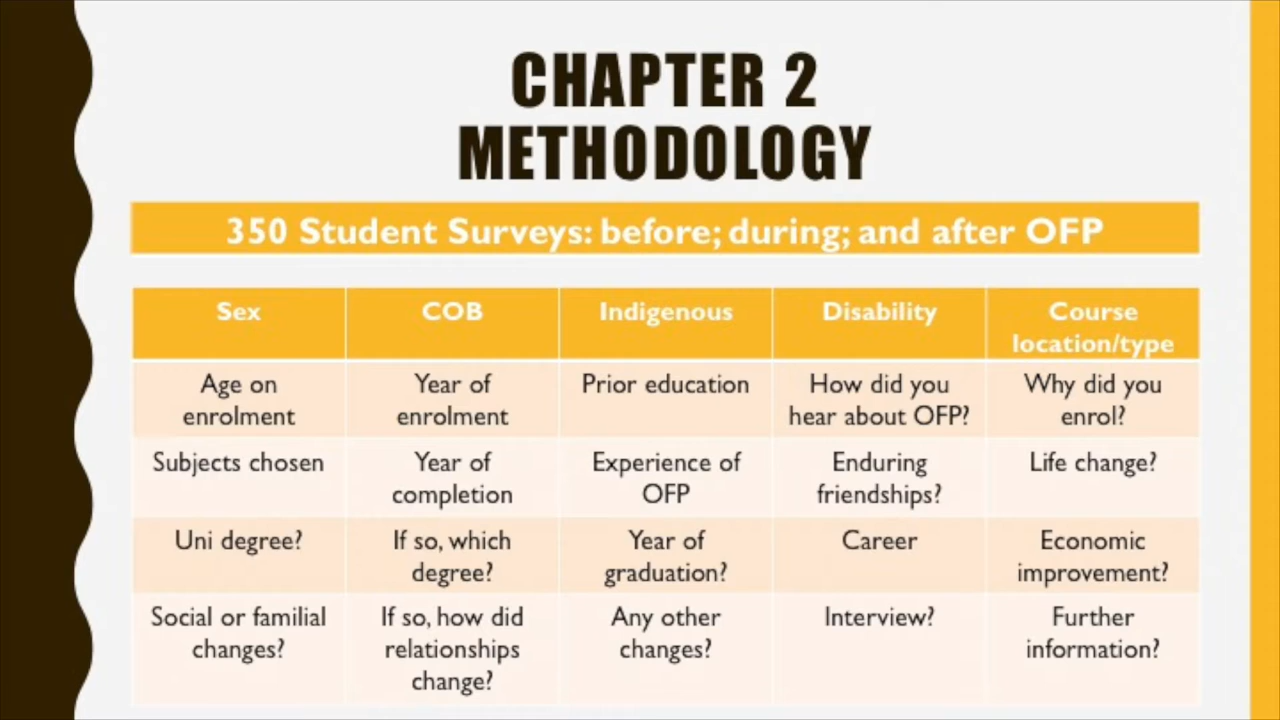 CHAPTER 2
METHODOLOGY
350 Student Surveys: before; during; and after OFP
Sex
COB
Indigenous
Disability
Course
location/type
Age on
enrolment
Year of
enrolment
Prior education
How did you
hear about OFP?
Why did you
enrol?
Subjects chosen
Year of
completion
Experience of
OFP
Enduring
friendships?
Life change?
Uni degree?
If so, which
degree?
Year of
graduation?
Career
Economic
improvement?
Social or familial
changes?
If so, how did
relationships
change?
Any other
changes?
Interview?
Further
information?